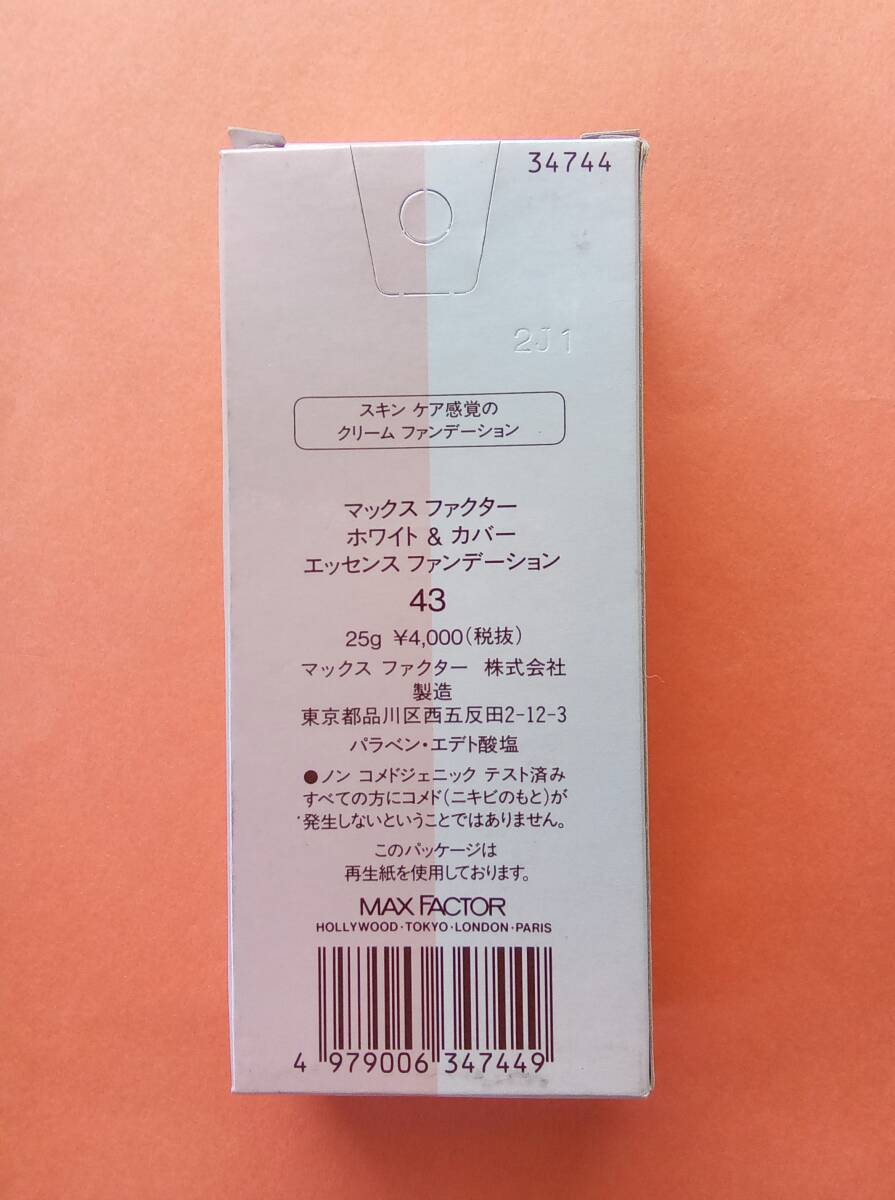 34744
2J1
スキン ケア感覚の
クリーム ファンデーション
マックス ファクター
ホワイト & カバー
エッセンス ファンデーション
43
25g ¥4,000(税抜)
マックス ファクター 株式会社
製造
東京都品川区西五反田2-12-3
パラベン・エデト酸塩
●ノン コメドジェニック テスト済み
すべての方にコメド(ニキビのもと)が
発生しないということではありません。
このパッケージは
再生紙を使用しております。
MAX FACTOR
HOLLYWOOD·TOKYO·LONDON·PARIS
4 979006 347449